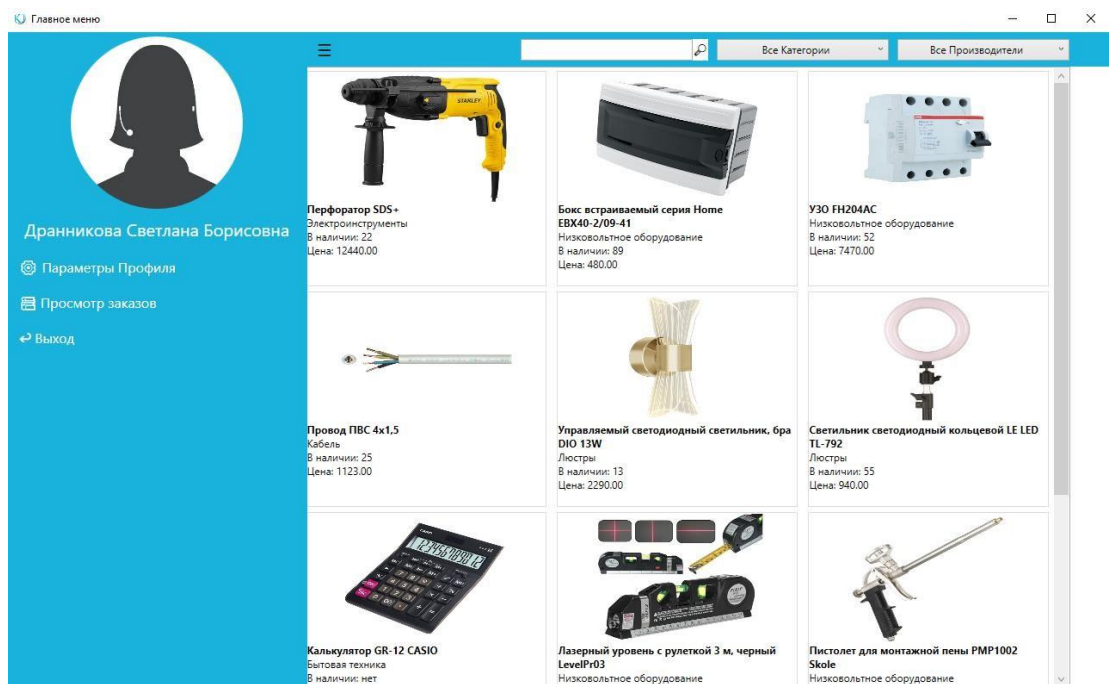 Главное меню
Все Категории
Все Производители
Дранникова Светлана Борисовна
Параметры Профиля
Просмотр заказов
Выход
STANLEY
Перфоратор SDS+
Электроинструменты
В наличии: 22
Цена: 12440.00
Бокс встраиваемый серия Home
EBX40-2/09-41
Низковольтное оборудование
В наличии: 89
Цена: 480.00
УЗО FH204AC
Низковольтное оборудование
В наличии: 52
Цена: 7470.00
Провод ПВС 4х1,5
Кабель
В наличии: 25
Цена: 1123.00
Управляемый светодиодный светильник, бра
DIO 13W
Люстры
В наличии: 13
Цена: 2290.00
Светильник светодиодный кольцевой LE LED
TL-792
Люстры
В наличии: 55
Цена: 940.00
CASIO
Калькулятор GR-12 CASIO
Бытовая техника
В наличии: нет
Лазерный уровень с рулеткой 3 м, черный
LevelPr03
Низковольтное оборудование
Пистолет для монтажной пены PMP1002
Skole
Низковольтное оборудование